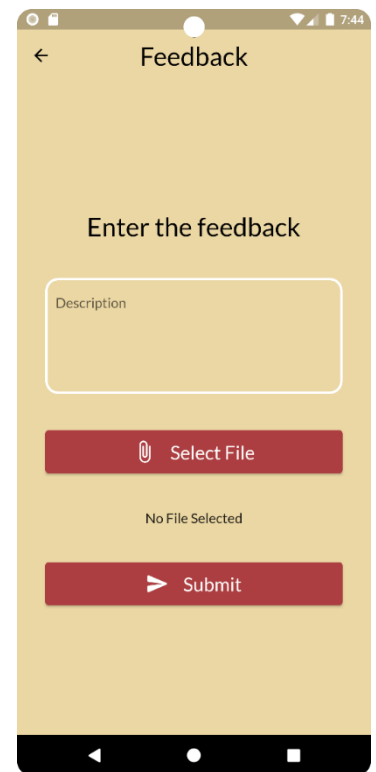 7:44
Feedback
Enter the feedback
Description
Select File
No File Selected
Submit